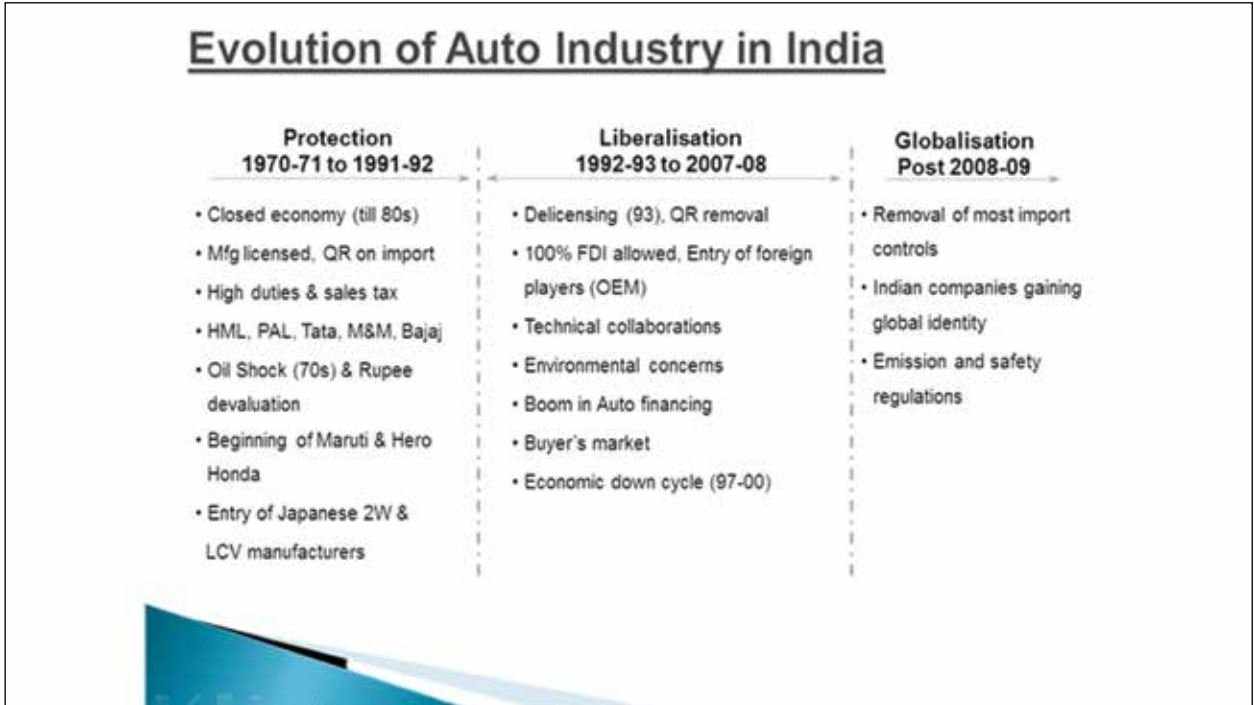 Evolution of Auto Industry in India
Protection
1970-71 to 1991-92
• Closed economy (till 80s)
• Mfg licensed, QR on import
• High duties & sales tax
• HML, PAL, Tata, M&M, Bajaj
• Oil Shock (70s) & Rupee
devaluation
• Beginning of Maruti & Hero
Honda
• Entry of Japanese 2W &
LCV manufacturers
Liberalisation
1992-93 to 2007-08
• Delicensing (93), QR removal
• 100% FDI allowed, Entry of foreign
players (OEM)
• Technical collaborations
• Environmental concerns
• Boom in Auto financing
• Buyer's market
• Economic down cycle (97-00)
Globalisation
Post 2008-09
• Removal of most import
controls
• Indian companies gaining
global identity
• Emission and safety
regulations